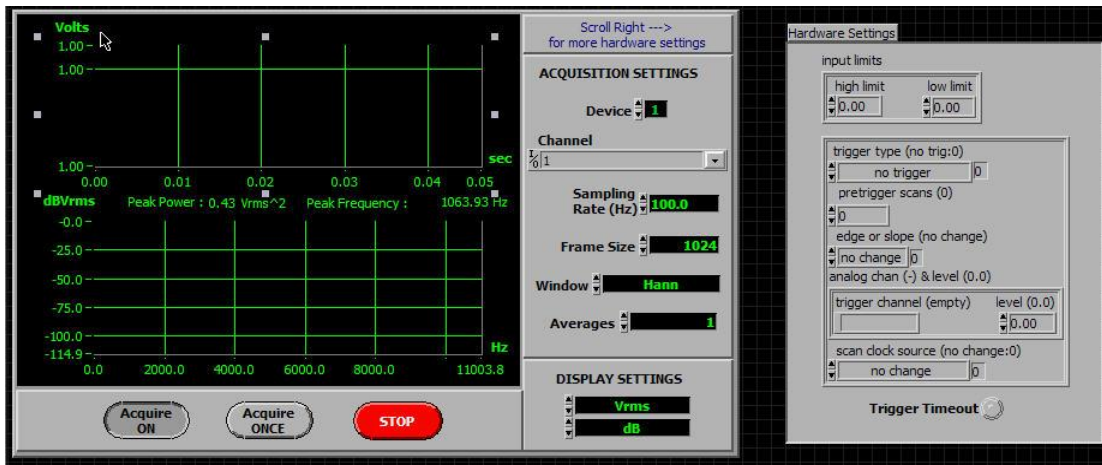 Volts
1.00
1.00
1.00
sec
0.00 0.01 0.02 0.03 0.04 0.05
dBVrms Peak Power : 0.43 Vrms^2 Peak Frequency : 1063.93 Hz
-0.0
-25.0
-50.0
-75.0
-100.0
-114.9
Hz
0.0 2000.0 4000.0 6000.0 8000.0 11003.8
Acquire ON
Acquire ONCE
STOP
Scroll Right --->
for more hardware settings
ACQUISITION SETTINGS
Device 1
Channel
I/O 1
Sampling
Rate (Hz) 100.0
Frame Size 1024
Window Hann
Averages 1
DISPLAY SETTINGS
Vrms
dB
Hardware Settings
input limits
high limit low limit
0.00 0.00
trigger type (no trig:0)
no trigger 0
pretrigger scans (0)
0
edge or slope (no change)
no change 0
analog chan (-) & level (0.0)
trigger channel (empty) level (0.0)
0.00
scan clock source (no change:0)
no change 0
Trigger Timeout